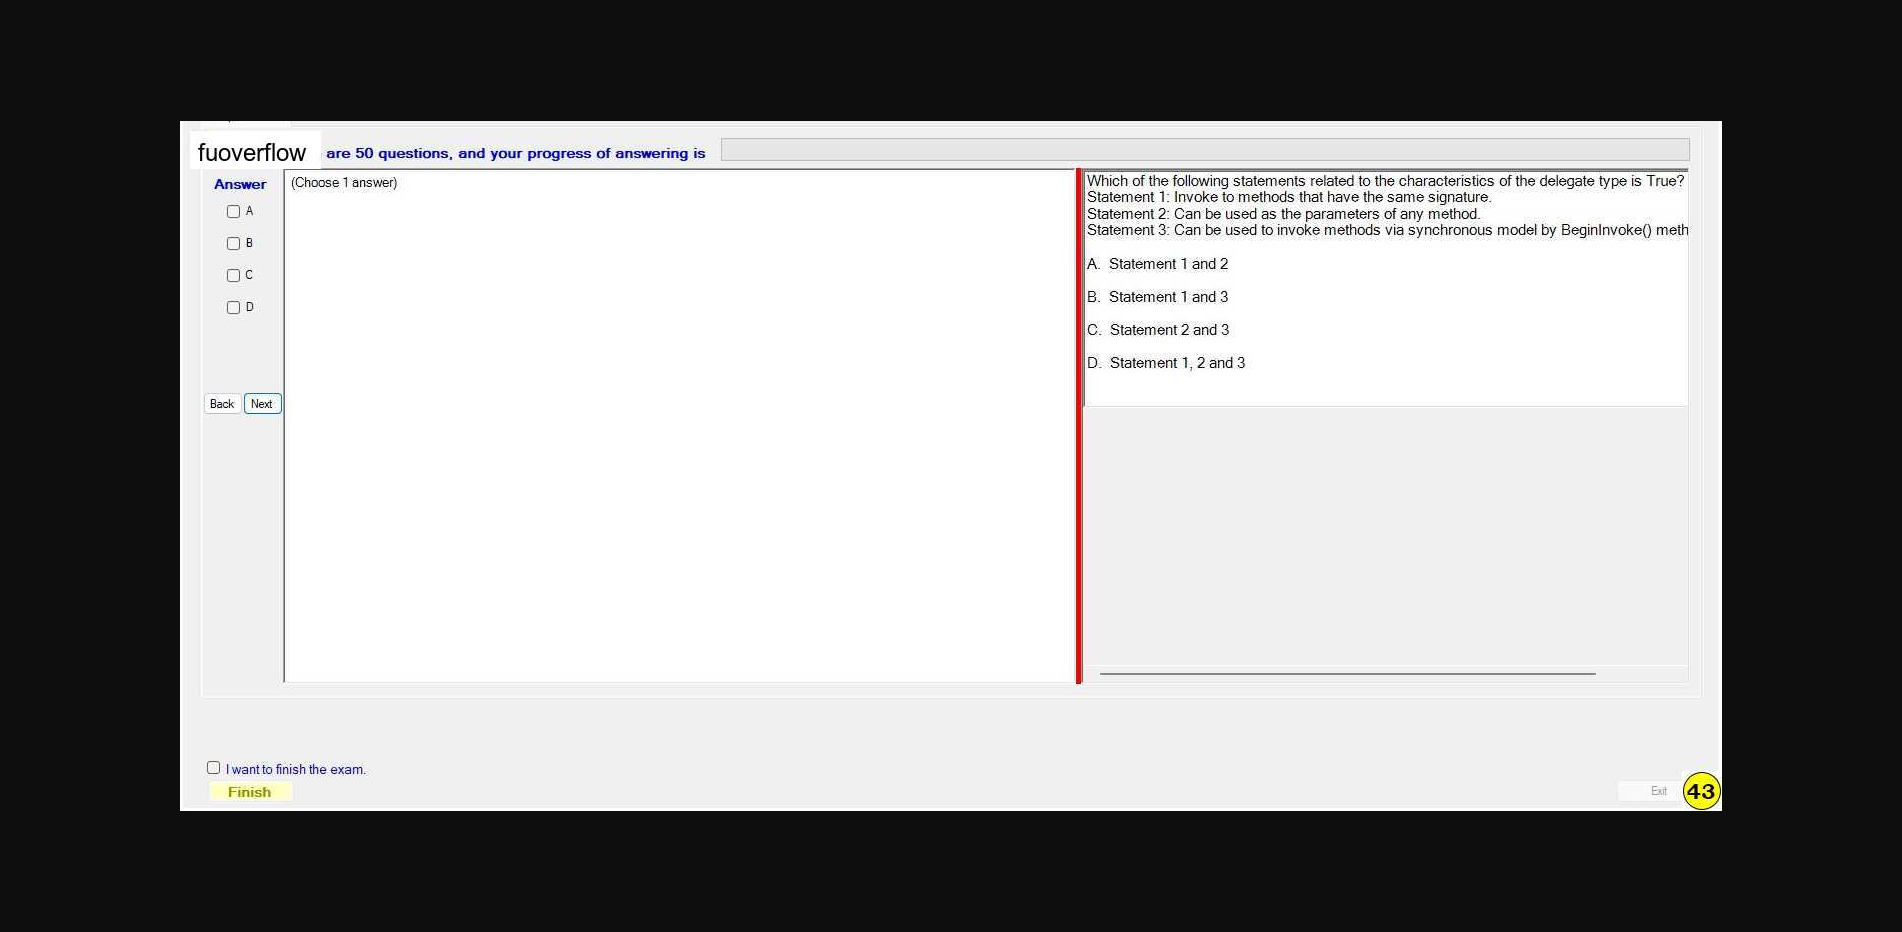 fuoverflow are 50 questions, and your progress of answering is
Answer
A
B
C
D
Back Next
(Choose 1 answer)
Which of the following statements related to the characteristics of the delegate type is True?
Statement 1: Invoke to methods that have the same signature.
Statement 2: Can be used as the parameters of any method.
Statement 3: Can be used to invoke methods via synchronous model by BeginInvoke() meth
A. Statement 1 and 2
B. Statement 1 and 3
C. Statement 2 and 3
D. Statement 1, 2 and 3
I want to finish the exam.
Finish
Exit
43